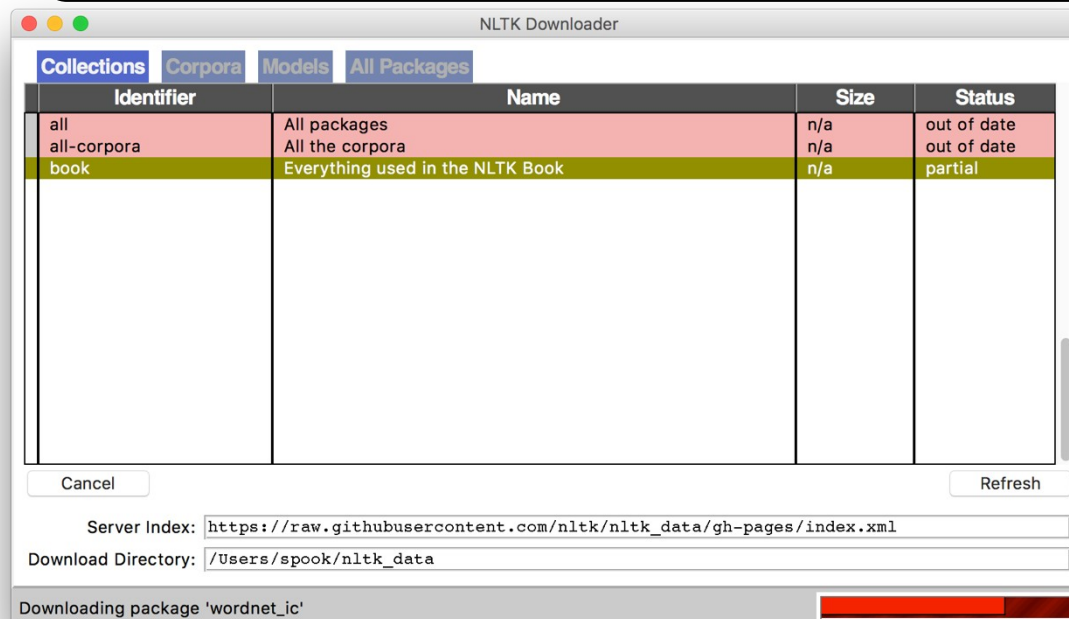 NLTK Downloader
Collections Corpora Models All Packages
Identifier Name Size Status
all All packages n/a out of date
all-corpora All the corpora n/a out of date
book Everything used in the NLTK Book n/a partial
Cancel Refresh
Server Index: https://raw.githubusercontent.com/nltk/nltk_data/gh-pages/index.xml
Download Directory: /Users/spook/nltk_data
Downloading package 'wordnet_ic'